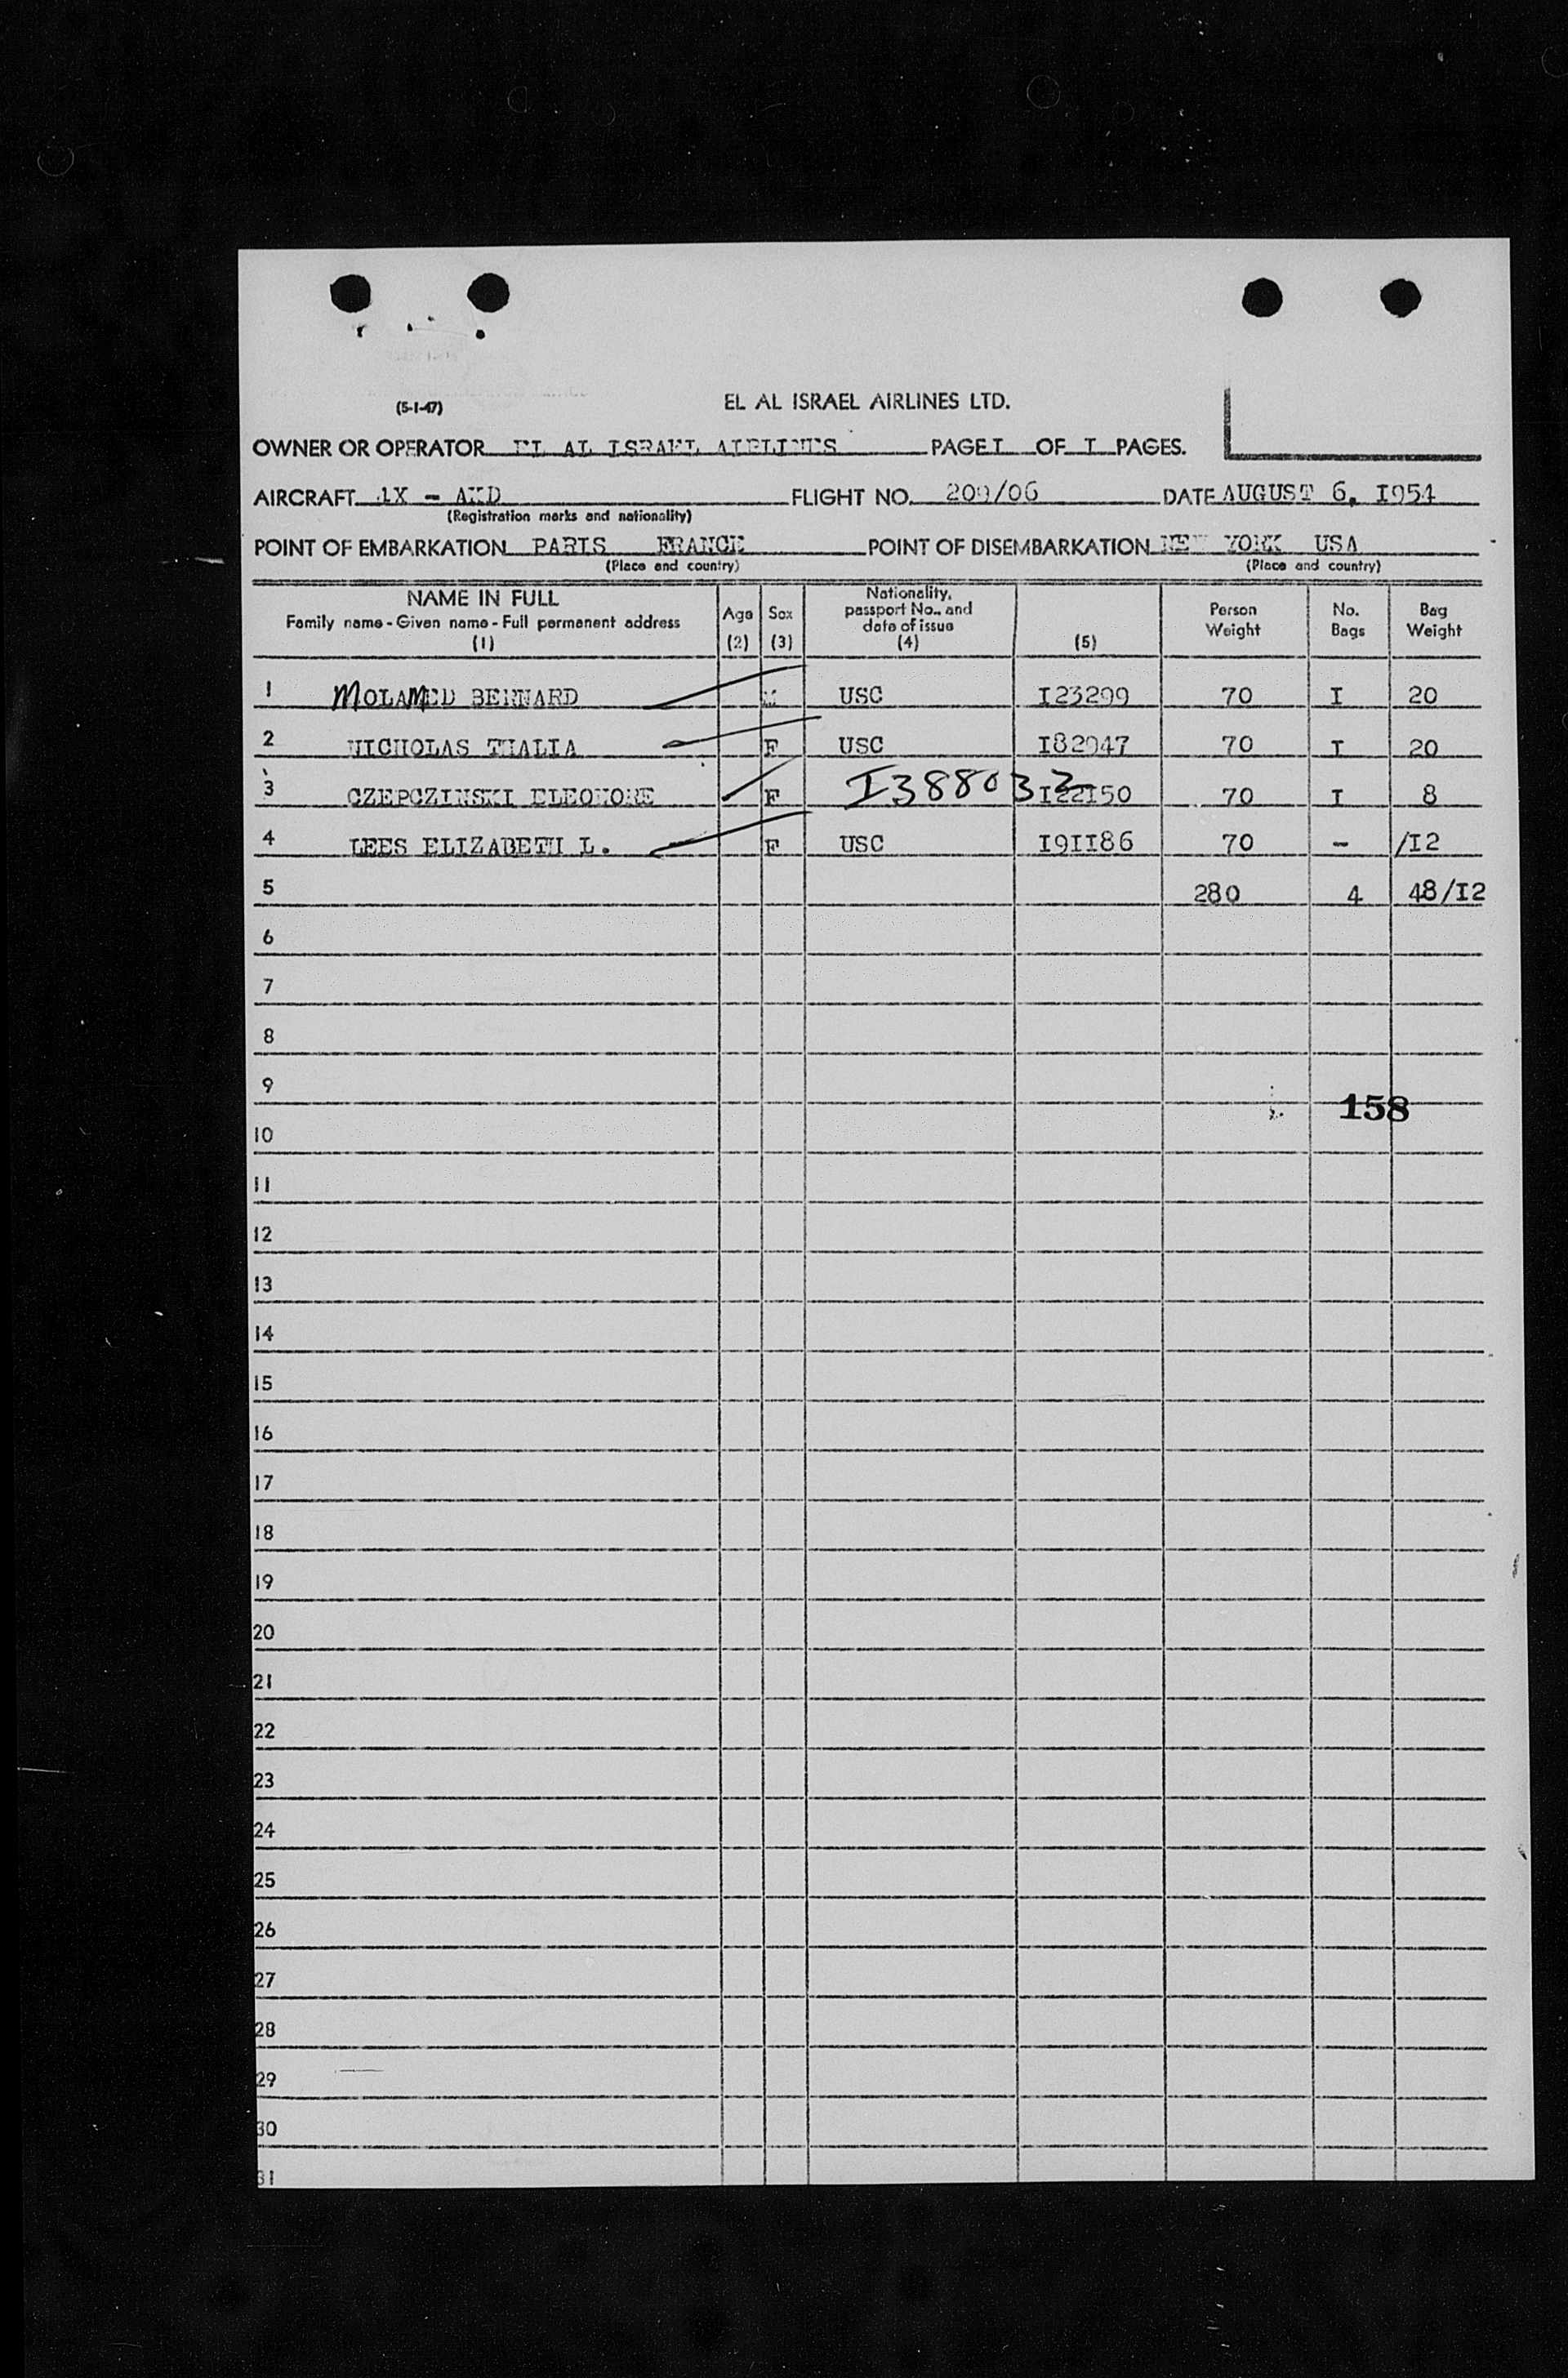 (5-1-47)
EL AL ISRAEL AIRLINES LTD.
OWNER OR OPERATOR EL AL ISRAEL AIRLINES PAGE I OF I PAGES.
AIRCRAFT 4X - AKD FLIGHT NO. 209/06 DATE AUGUST 6, I954
(Registration marks and nationality)
POINT OF EMBARKATION PARIS FRANCE POINT OF DISEMBARKATION NEW YORK USA
(Place and country) (Place and country)
NAME IN FULL
Family name - Given name - Full permanent address
(1)
Age
(2)
Sex
(3)
Nationality,
passport No., and
date of issue
(4)
(5)
Person
Weight
No.
Bags
Bag
Weight
1 MOLAMED BERNARD M USC I23299 70 I 20
2 NICHOLAS THALIA F USC I82947 70 I 20
3 CZEPCZINSKI ELEONORE F I388032 I22150 70 I 8
4 LEES ELIZABETH L. F USC I9II86 70 - /I2
5 280 4 48/I2
6
7
8
9
158
10
11
12
13
14
15
16
17
18
19
20
21
22
23
24
25
26
27
28
29
30
31